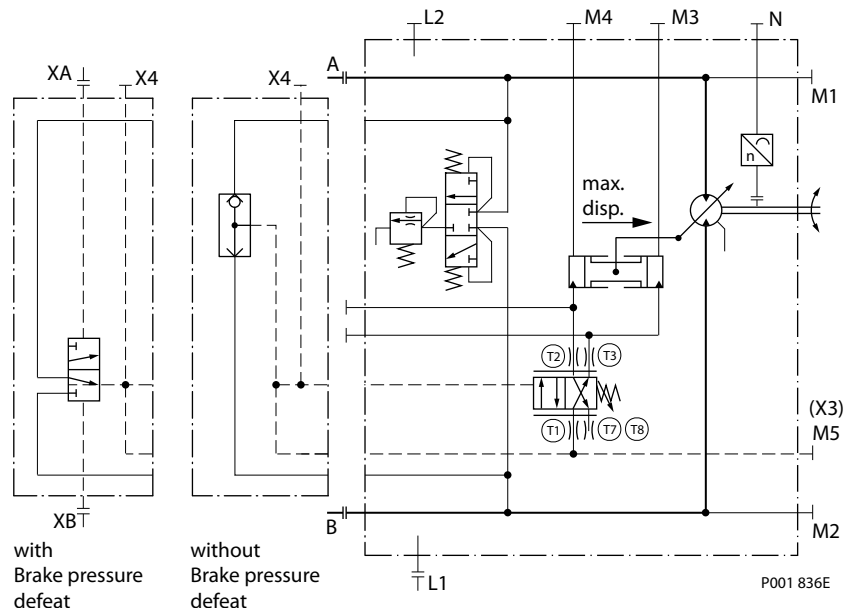 L2
M4
M3
N
XA
X4
X4
A
M1
n
max.
disp.
T2
T3
(X3)
T1
T7
T8
M5
XB
B
M2
with
Brake pressure
defeat
without
Brake pressure
defeat
L1
P001 836E